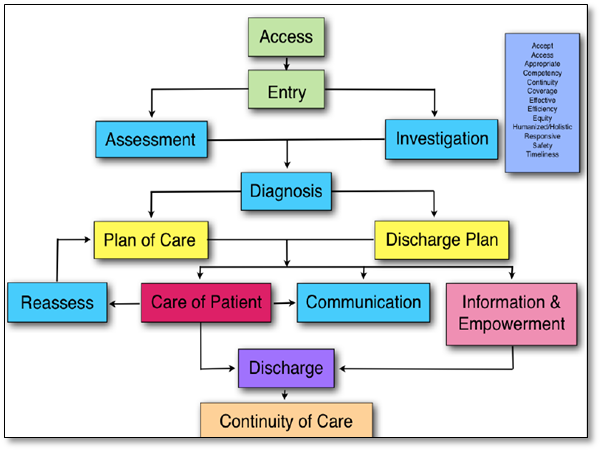 Access
Entry
Accept
Access
Appropriate
Competency
Continuity
Coverage
Effective
Efficiency
Equity
Humanized/Holistic
Responsive
Safety
Timeliness
Assessment
Investigation
Diagnosis
Plan of Care
Discharge Plan
Reassess
Care of Patient
Communication
Information &
Empowerment
Discharge
Continuity of Care